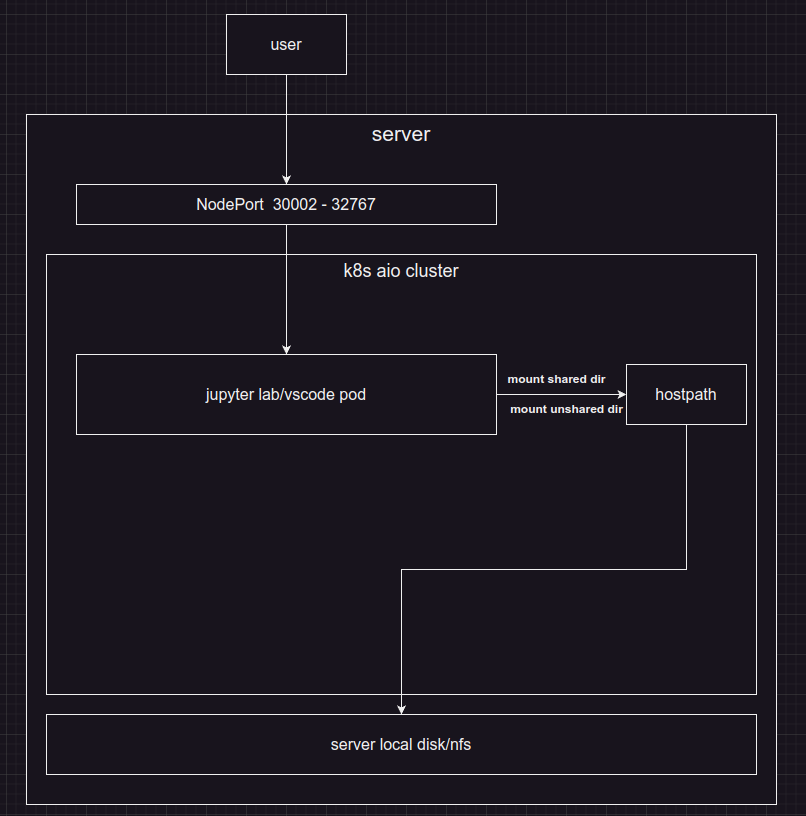 user
server
NodePort  30002 - 32767
k8s aio cluster
mount shared dir
jupyter lab/vscode pod
hostpath
mount unshared dir
server local disk/nfs